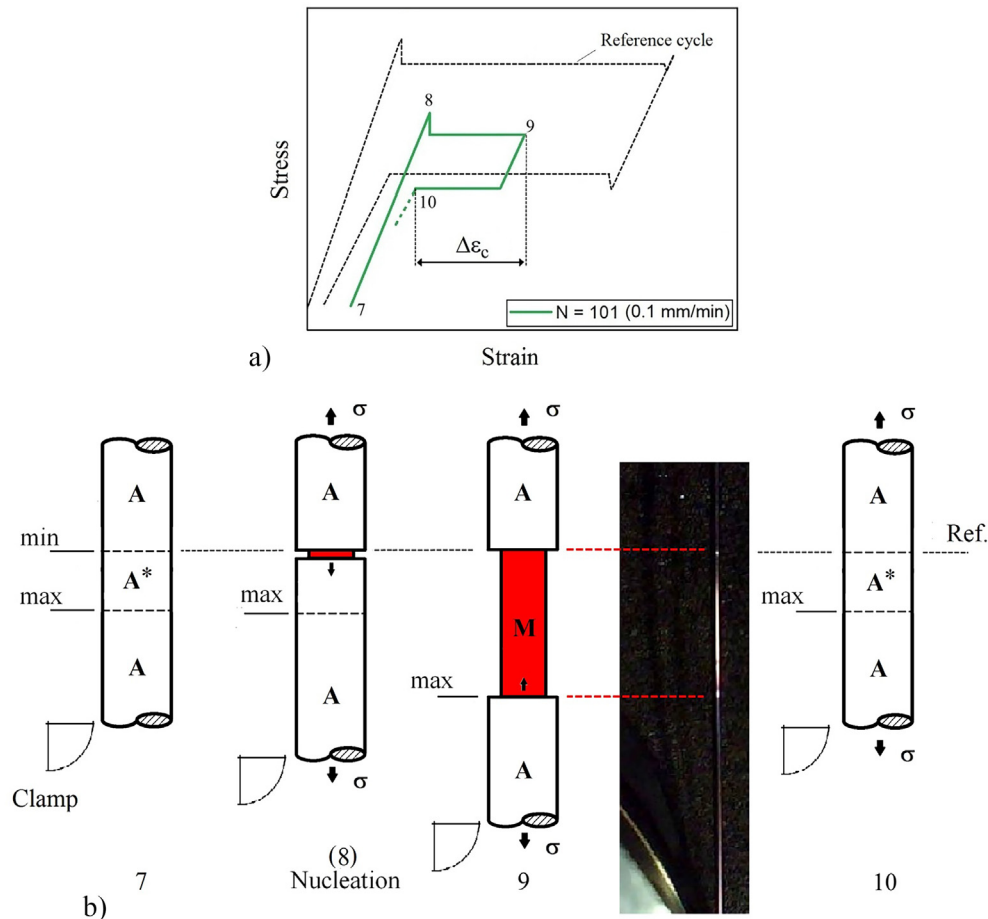 Reference cycle
8
9
10
Δεc
7
N = 101 (0.1 mm/min)
Stress
Strain
a)
σ
σ
σ
A
A
A
A
min
Ref.
A*
A*
max
max
max
M
A
A
A
max
A
σ
σ
σ
Clamp
(8)
7
Nucleation
9
10
b)